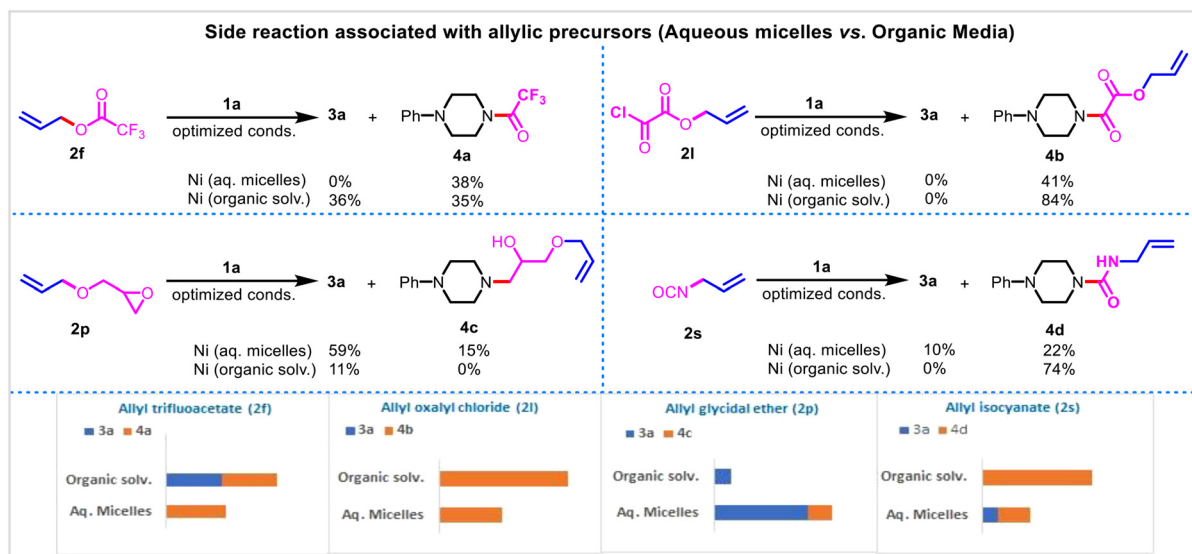 Side reaction associated with allylic precursors (Aqueous micelles vs. Organic Media)
O
O
CF3
2f
1a
optimized conds.
3a
+
Ph
N
N
CF3
O
4a
Ni (aq. micelles) 0% 38%
Ni (organic solv.) 36% 35%
Cl
O
O
O
2l
1a
optimized conds.
3a
+
Ph
N
N
O
O
O
4b
Ni (aq. micelles) 0% 41%
Ni (organic solv.) 0% 84%
O
O
2p
1a
optimized conds.
3a
+
Ph
N
N
HO
O
4c
Ni (aq. micelles) 59% 15%
Ni (organic solv.) 11% 0%
OCN
2s
1a
optimized conds.
3a
+
Ph
N
N
HN
O
4d
Ni (aq. micelles) 10% 22%
Ni (organic solv.) 0% 74%
Allyl trifluoacetate (2f)
3a 4a
Organic solv.
Aq. Micelles
Allyl oxalyl chloride (2l)
3a 4b
Organic solv.
Aq. Micelles
Allyl glycidal ether (2p)
3a 4c
Organic solv.
Aq. Micelles
Allyl isocyanate (2s)
3a 4d
Organic solv.
Aq. Micelles